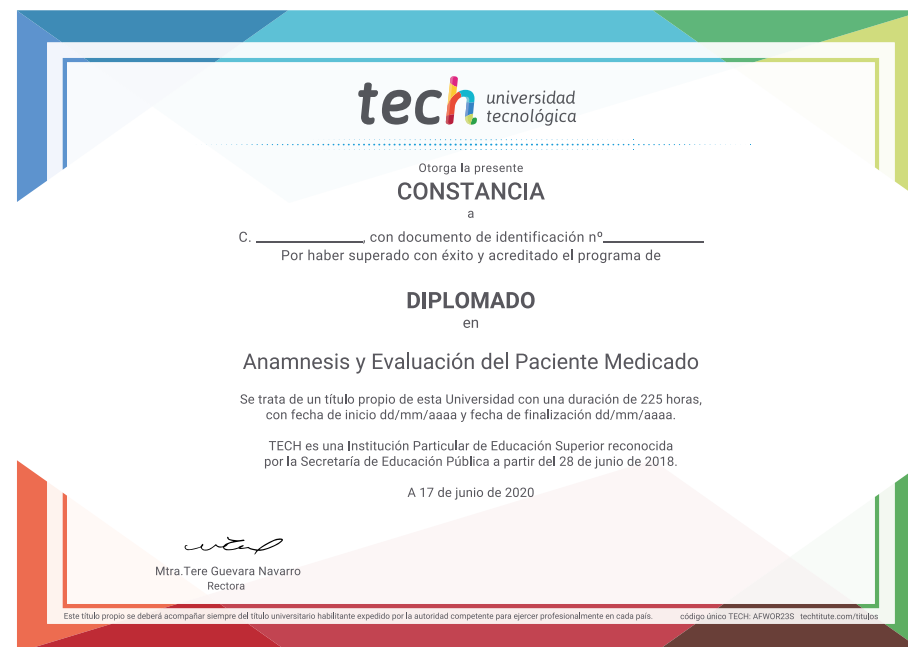 tech universidad
tecnológica
Otorga la presente
CONSTANCIA
a
C. ____________, con documento de identificación nº____________
Por haber superado con éxito y acreditado el programa de
DIPLOMADO
en
Anamnesis y Evaluación del Paciente Medicado
Se trata de un título propio de esta Universidad con una duración de 225 horas,
con fecha de inicio dd/mm/aaaa y fecha de finalización dd/mm/aaaa.
TECH es una Institución Particular de Educación Superior reconocida
por la Secretaría de Educación Pública a partir del 28 de junio de 2018.
A 17 de junio de 2020
Mtra.Tere Guevara Navarro
Rectora
Este título propio se deberá acompañar siempre del título universitario habilitante expedido por la autoridad competente para ejercer profesionalmente en cada país. código único TECH: AFWOR23S techtitute.com/titulos